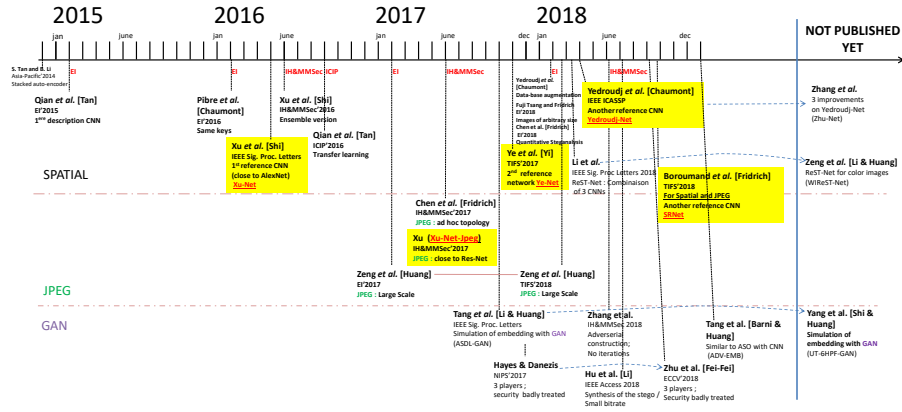 2015
2016
2017
2018
NOT PUBLISHED
YET
jan
june
jan
june
jan
june
dec
jan
june
dec
EI
EI
IH&MMSec
ICIP
EI
IH&MMSec
EI
IH&MMSec
S. Tan and B. Li
Asia-Pacific'2014
Stacked auto-encoder
Qian et al. [Tan]
EI'2015
1ère description CNN
Pibre et al.
[Chaumont]
EI'2016
Same keys
Xu et al. [Shi]
IH&MMSec'2016
Ensemble version
Qian et al. [Tan]
ICIP'2016
Transfer learning
Xu et al. [Shi]
IEEE Sig. Proc. Letters
1st reference CNN
(close to AlexNet)
Xu-Net
Yedroudj et al.
[Chaumont]
EI'2018
Data-base augmentation
Fuji Tsang and Fridrich
EI'2018
Images of arbitrary size
Chen et al. [Fridrich]
EI'2018
Quantitative Steganalysis
Ye et al. [Yi]
TIFS'2017
2nd reference
network Ye-Net
Yedroudj et al. [Chaumont]
IEEE ICASSP
Another reference CNN
Yedroudj-Net
Li et al.
IEEE Sig. Proc Letters 2018
ReST-Net : Combinaison
of 3 CNNs
Boroumand et al. [Fridrich]
TIFS'2018
For Spatial and JPEG
Another reference CNN
SRNet
Zhang et al.
3 improvements
on Yedroudj-Net
(Zhu-Net)
Zeng et al. [Li & Huang]
ReST-Net for color images
(WIReST-Net)
SPATIAL
Chen et al. [Fridrich]
IH&MMSec'2017
JPEG : ad hoc topology
Xu (Xu-Net-Jpeg)
IH&MMSec'2017
JPEG : close to Res-Net
Zeng et al. [Huang]
EI'2017
JPEG : Large Scale
Zeng et al. [Huang]
TIFS'2018
JPEG : Large Scale
JPEG
GAN
Tang et al. [Li & Huang]
IEEE Sig. Proc. Letters
Simulation of embedding with GAN
(ASDL-GAN)
Zhang et al.
IH&MMSec 2018
Adverserial
construction;
No iterations
Tang et al. [Barni &
Huang]
Similar to ASO with CNN
(ADV-EMB)
Yang et al. [Shi &
Huang]
Simulation of
embedding with GAN
(UT-6HPF-GAN)
Hayes & Danezis
NIPS'2017
3 players ;
security badly treated
Hu et al. [Li]
IEEE Access 2018
Synthesis of the stego /
Small bitrate
Zhu et al. [Fei-Fei]
ECCV'2018
3 players ;
Security badly treated